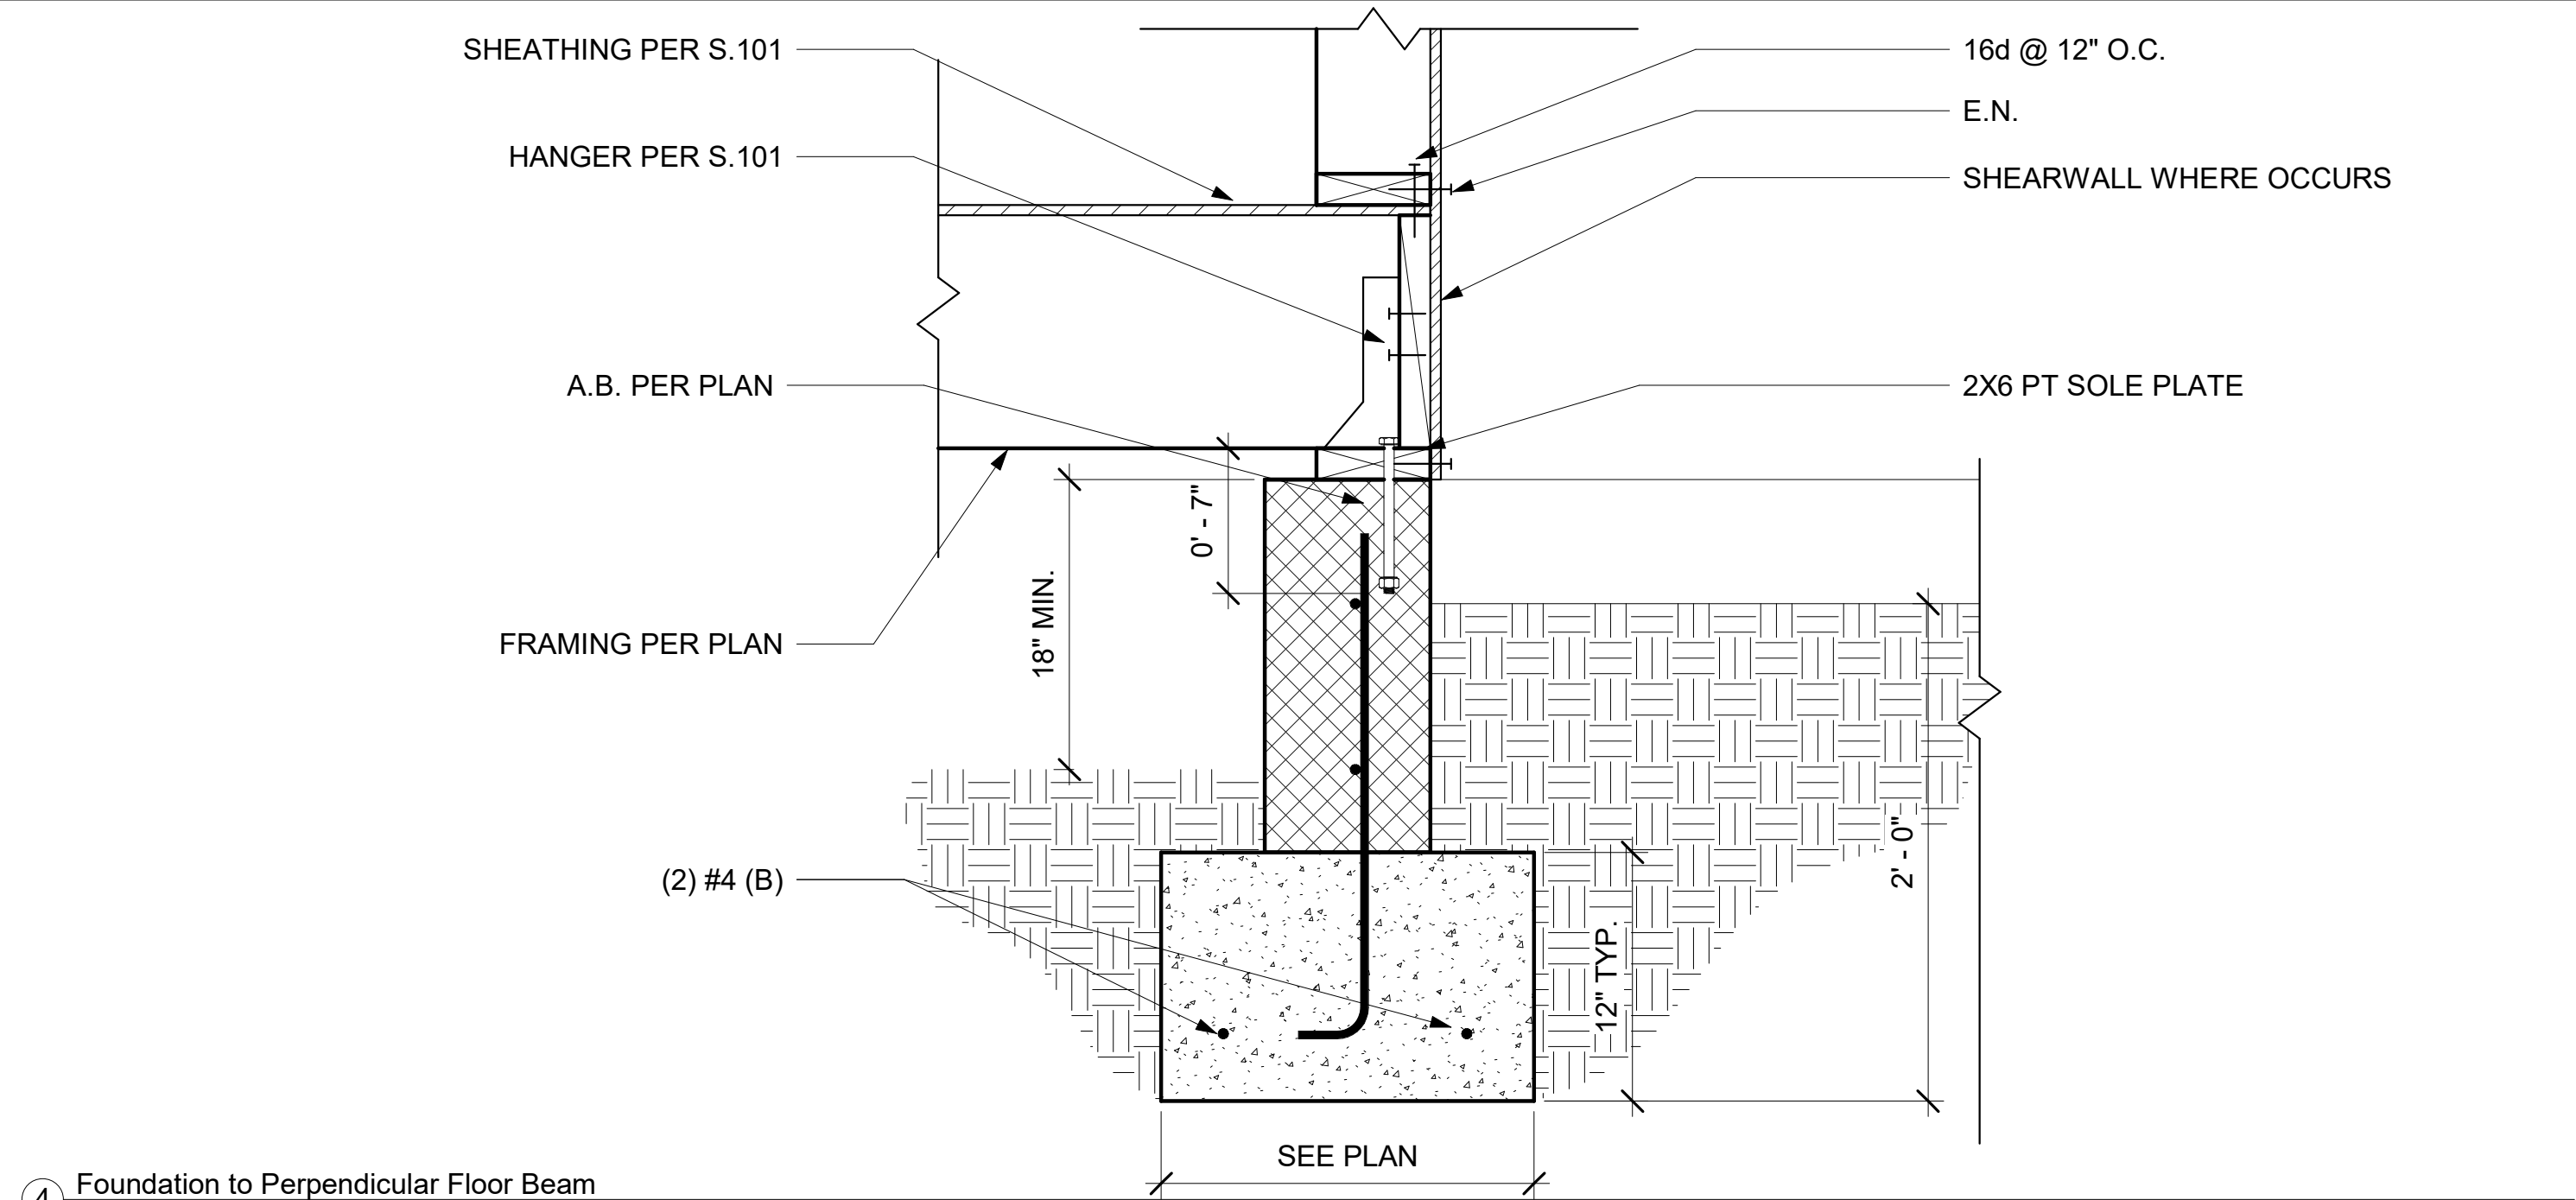 SHEATHING PER S.101
HANGER PER S.101
A.B. PER PLAN
FRAMING PER PLAN
(2) #4 (B)
16d @ 12" O.C.
E.N.
SHEARWALL WHERE OCCURS
2X6 PT SOLE PLATE
18" MIN.
0' - 7"
12" TYP.
2' - 0"
SEE PLAN
4
Foundation to Perpendicular Floor Beam